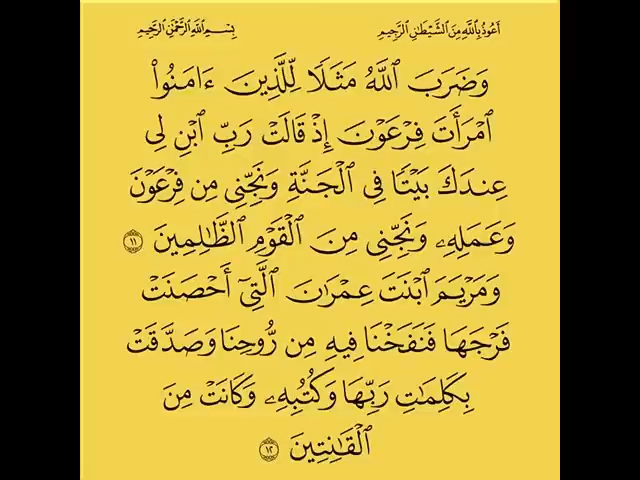 أَعُوذُ بِاللَّهِ مِنَ الشَّيْطَانِ الرَّجِيمِ
بِسْمِ اللَّهِ الرَّحْمَٰنِ الرَّحِيمِ
وَضَرَبَ ٱللَّهُ مَثَلًا لِّلَّذِينَ ءَامَنُوا۟
ٱمْرَأَتَ فِرْعَوْنَ إِذْ قَالَتْ رَبِّ ٱبْنِ لِى
عِندَكَ بَيْتًا فِى ٱلْجَنَّةِ وَنَجِّنِى مِن فِرْعَوْنَ
وَعَمَلِهِۦ وَنَجِّنِى مِنَ ٱلْقَوْمِ ٱلظَّٰلِمِينَ ١١
وَمَرْيَمَ ٱبْنَتَ عِمْرَٰنَ ٱلَّتِىٓ أَحْصَنَتْ
فَرْجَهَا فَنَفَخْنَا فِيهِ مِن رُّوحِنَا وَصَدَّقَتْ
بِكَلِمَٰتِ رَبِّهَا وَكُتُبِهِۦ وَكَانَتْ مِنَ
ٱلْقَٰنِتِينَ ١٢